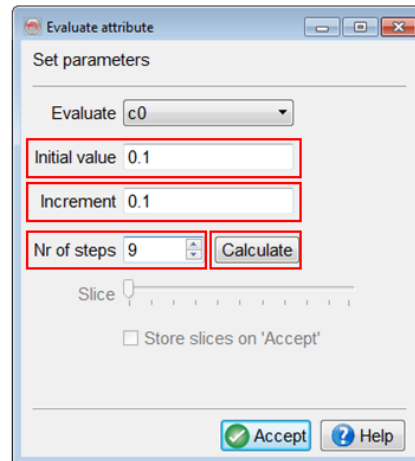 Evaluate attribute
Set parameters
Evaluate c0
Initial value 0.1
Increment 0.1
Nr of steps 9 Calculate
Slice
Store slices on 'Accept'
Accept Help